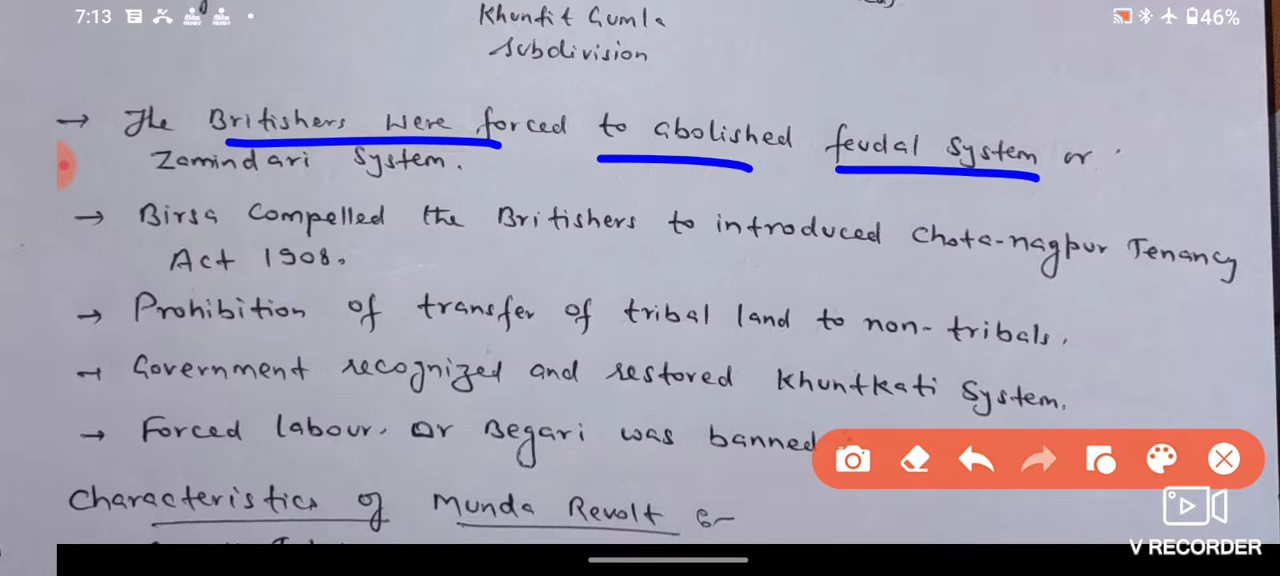 7:13
46%
Khunti & Gumla
Subdivision
→ The Britishers were forced to abolished feudal System or
Zamindari System.
→ Birsa Compelled the Britishers to introduced Chota-nagpur Tenancy
Act 1908.
→ Prohibition of transfer of tribal land to non-tribals.
→ Government recognized and restored Khuntkati System.
→ Forced labour, Or Begari was banned
Characteristics of Munda Revolt :-
V RECORDER